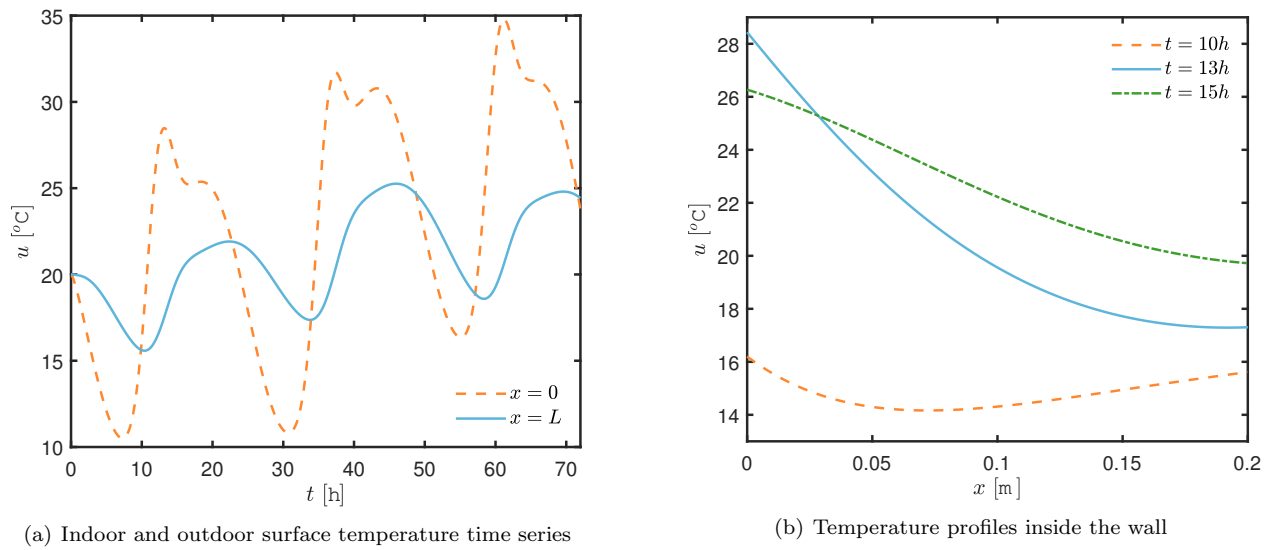 35
30
25
20
15
10
u [°C]
0
10
20
30
40
50
60
70
t [h]
x = 0
x = L
(a) Indoor and outdoor surface temperature time series
28
26
24
22
20
18
16
14
u [°C]
0
0.05
0.1
0.15
0.2
x [m]
t = 10h
t = 13h
t = 15h
(b) Temperature profiles inside the wall